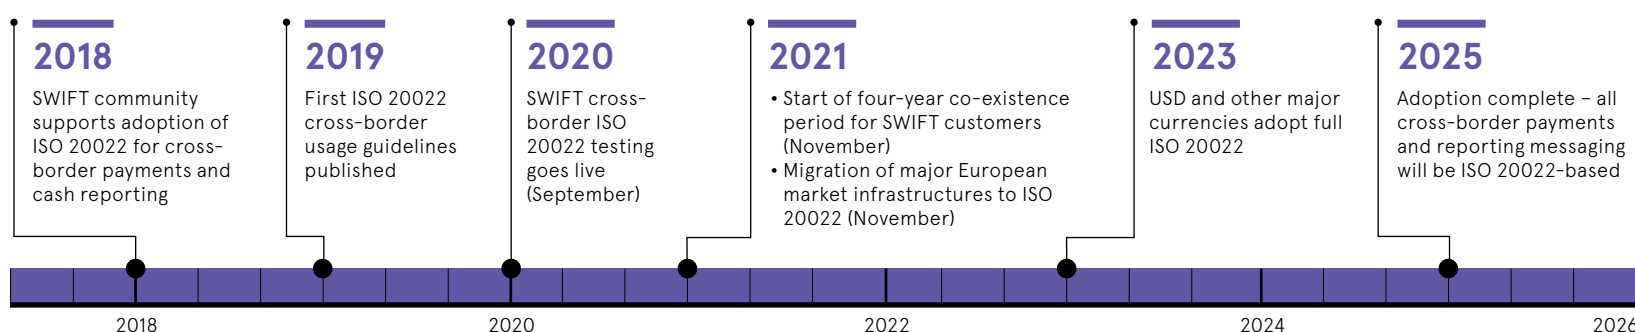 2018
SWIFT community
supports adoption of
ISO 20022 for cross-
border payments and
cash reporting
2019
First ISO 20022
cross-border
usage guidelines
published
2020
SWIFT cross-
border ISO
20022 testing
goes live
(September)
2021
• Start of four-year co-existence
period for SWIFT customers
(November)
• Migration of major European
market infrastructures to ISO
20022 (November)
2023
USD and other major
currencies adopt full
ISO 20022
2025
Adoption complete – all
cross-border payments
and reporting messaging
will be ISO 20022-based
2018 2020 2022 2024 2026